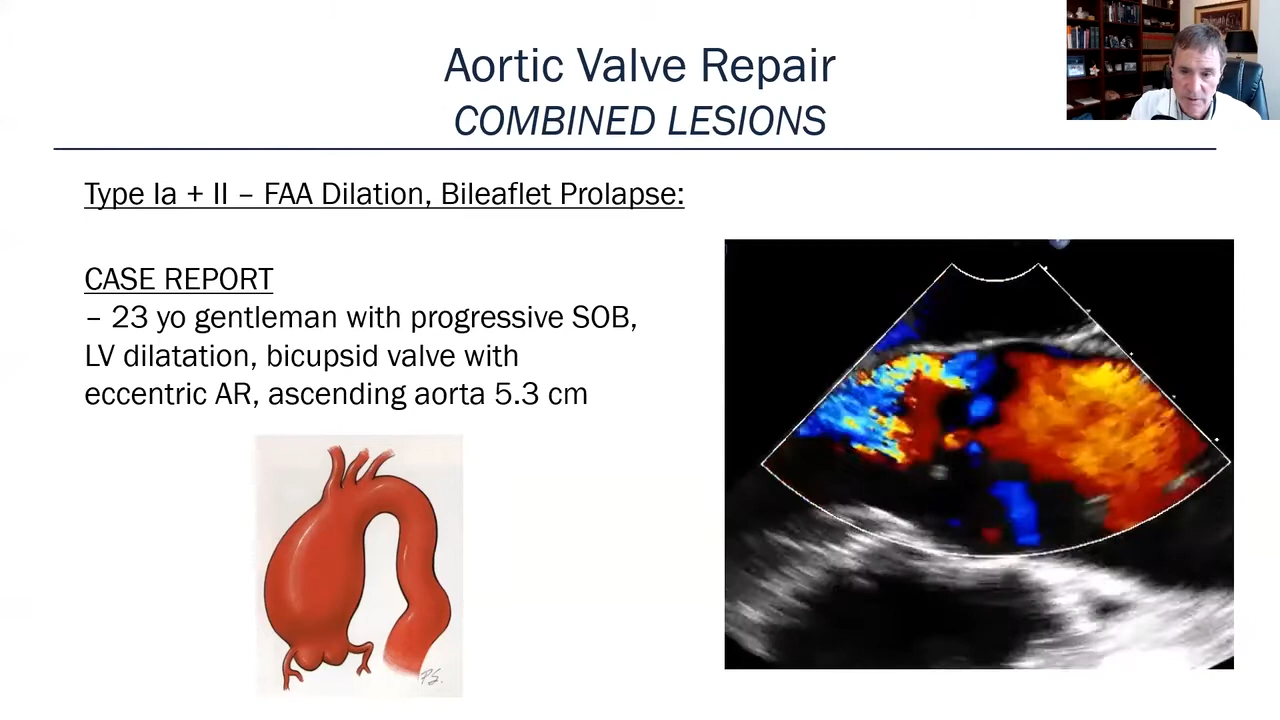 Aortic Valve Repair
COMBINED LESIONS
Type Ia + II – FAA Dilation, Bileaflet Prolapse:
CASE REPORT
– 23 yo gentleman with progressive SOB,
LV dilatation, bicupsid valve with
eccentric AR, ascending aorta 5.3 cm
P.S.